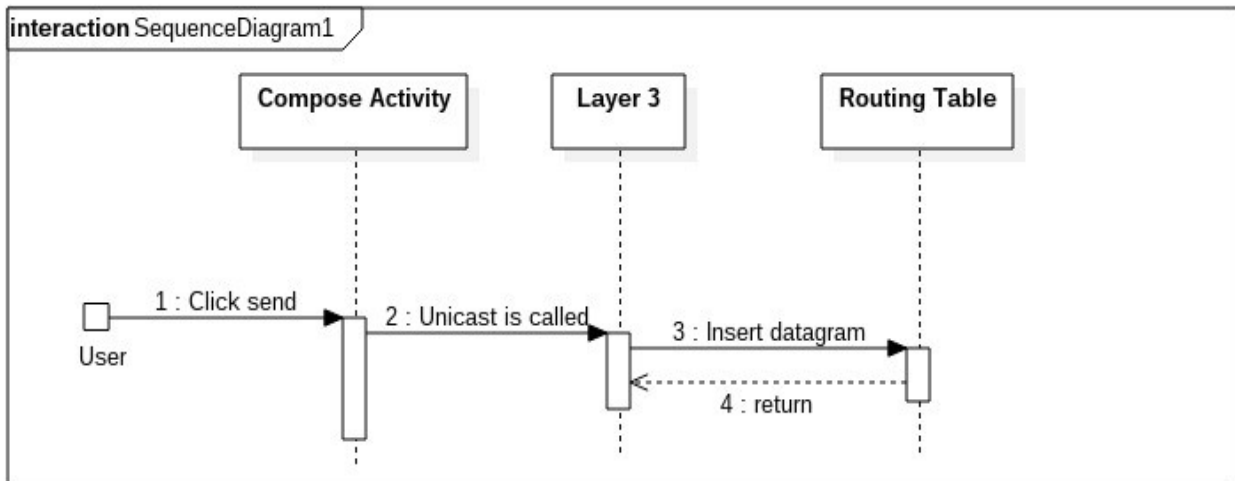 interaction SequenceDiagram1
Compose Activity
Layer 3
Routing Table
1 : Click send
2 : Unicast is called
3 : Insert datagram
User
4 : return